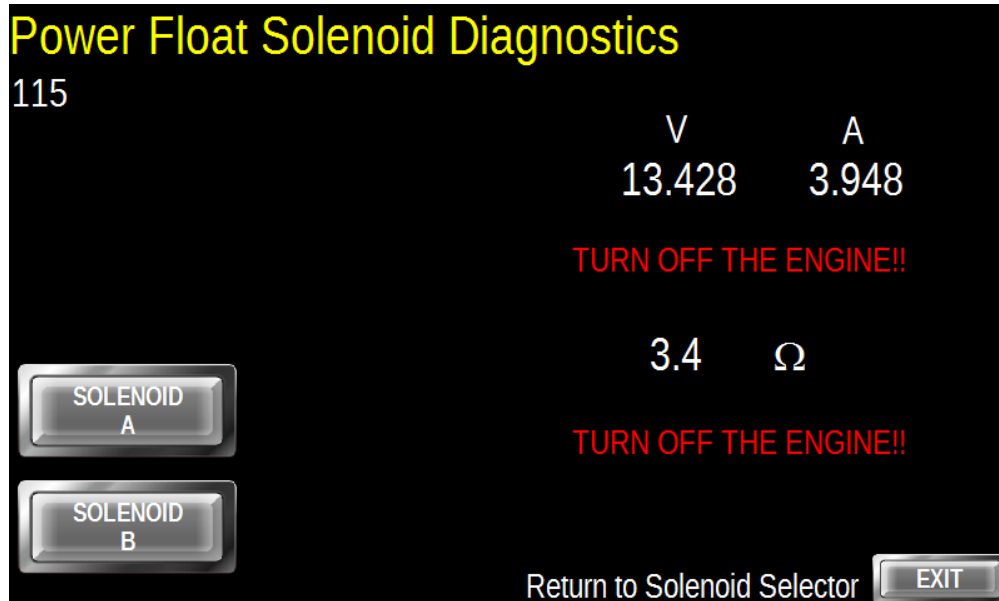 Power Float Solenoid Diagnostics
115
V A
13.428 3.948
TURN OFF THE ENGINE!!
3.4 Ω
SOLENOID
A
TURN OFF THE ENGINE!!
SOLENOID
B
Return to Solenoid Selector EXIT